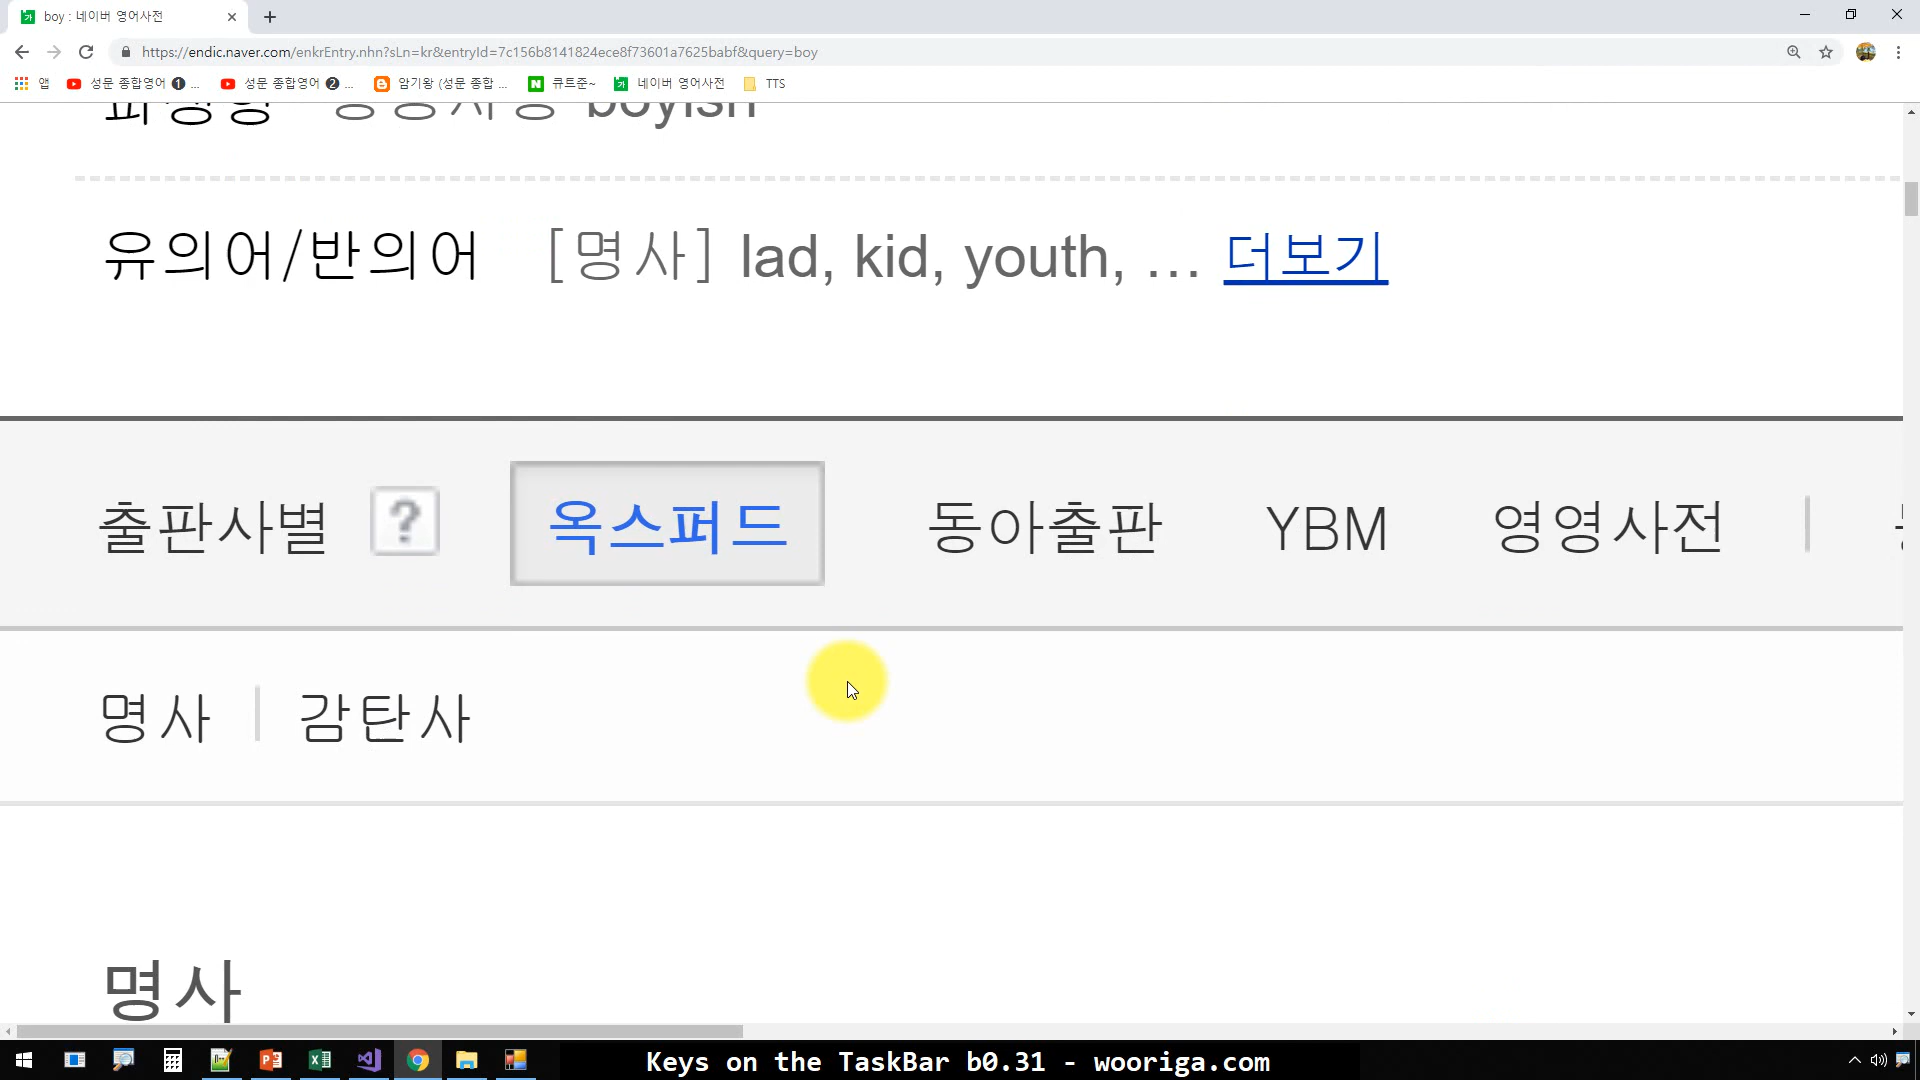 boy : 네이버 영어사전
https://endic.naver.com/enkrEntry.nhn?sLn=kr&entryId=7c156b8141824ece8f73601a7625babf&query=boy
앱 성문 종합영어 ❶ ... 성문 종합영어 ❷ ... 암기왕 (성문 종합 ... 큐트준~ 네이버 영어사전 TTS
boyish
유의어/반의어 [명사] lad, kid, youth, … 더보기
출판사별 ? 옥스퍼드 동아출판 YBM 영영사전
명사 | 감탄사
명사
Keys on the TaskBar b0.31 - wooriga.com